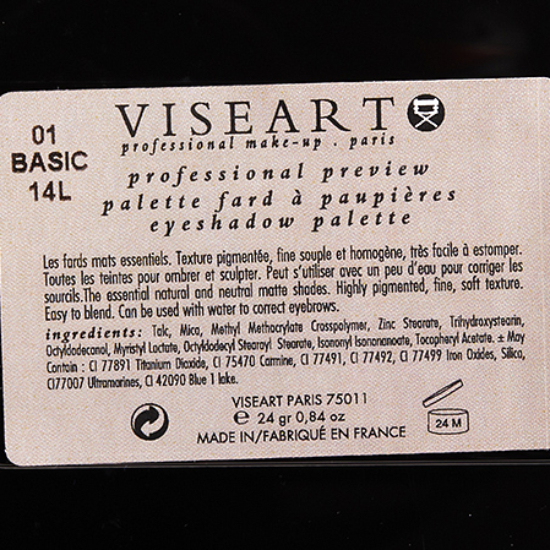 01
BASIC
14L
VISEART
professional make-up . paris
professional preview
palette fard à paupières
eyeshadow palette
Les fards mats essentiels. Texture pigmentée, fine souple et homogène, très facile à estomper.
Toutes les teintes pour ombrer et sculpter. Peut s'utiliser avec un peu d'eau pour corriger les
sourcils.The essential natural and neutral matte shades. Highly pigmented, fine, soft texture.
Easy to blend. Can be used with water to correct eyebrows.
ingredients: Talc, Mica, Methyl Methacrylate Crosspolymer, Zinc Stearate, Trihydroxystearin,
Octyldodecanol, Myristyl Lactate, Octyldodecyl Stearoyl Stearate, Isononyl Isononanoate, Tocopheryl Acetate. ± May
Contain : CI 77891 Titanium Dioxide, CI 75470 Carmine, CI 77491, CI 77492, CI 77499 Iron Oxides, Silica,
CI77007 Ultramarines, CI 42090 Blue 1 lake.
VISEART PARIS 75011
e 24 gr 0,84 oz
MADE IN/FABRIQUÉ EN FRANCE
24 M